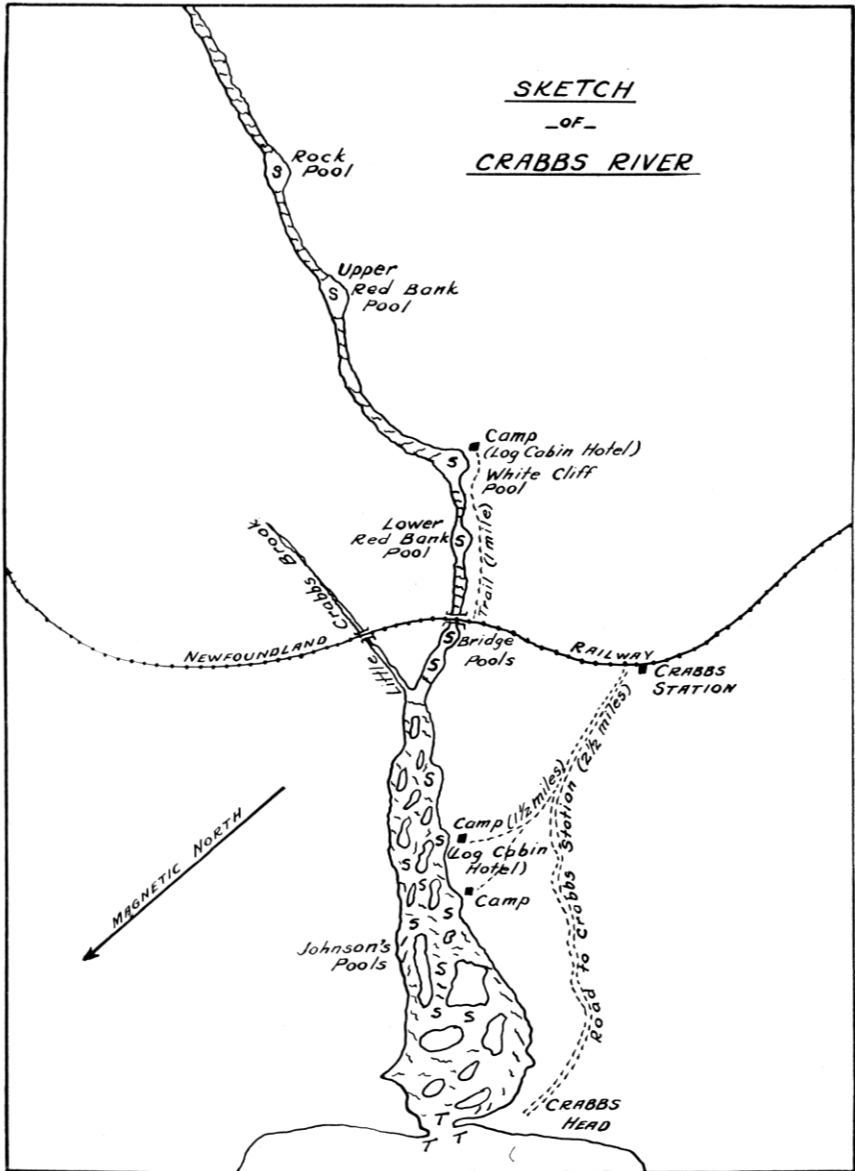 SKETCH
_OF_
CRABBS RIVER
Rock
Pool
S
Upper
Red Bank
Pool
S
Camp
(Log Cabin Hotel)
White Cliff
Pool
S
Lower
Red Bank
Pool
S
Trail (1 mile)
Little Crabbs Brook
NEWFOUNDLAND RAILWAY
S
Bridge
Pools
S
CRABBS
STATION
S
Camp (1½ miles)
(Log Cabin
Hotel)
S
S
S
Camp
MAGNETIC NORTH
Johnson's
Pools
S
S
S
S
S
Road to Crabbs Station (2½ miles)
CRABBS
HEAD
T
T T